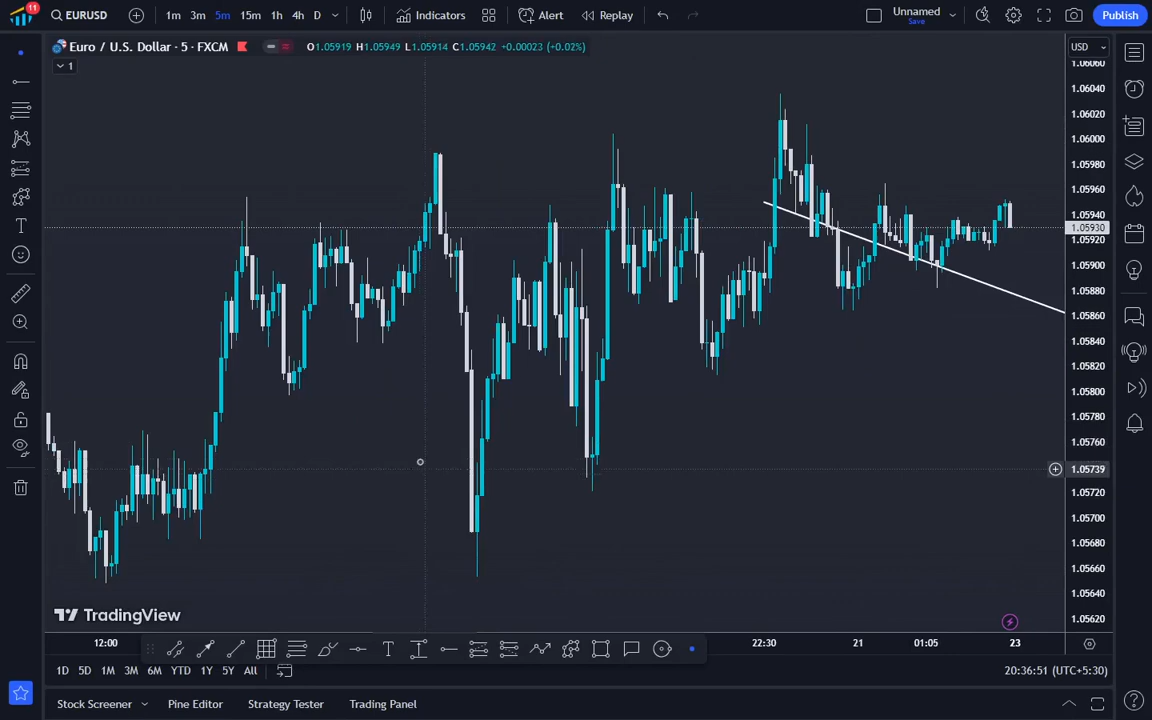 11
EURUSD
1m 3m 5m 15m 1h 4h D
Indicators
Alert
Replay
Unnamed
Save
Publish
Euro / U.S. Dollar · 5 · FXCM
O1.05919 H1.05949 L1.05914 C1.05942 +0.00023 (+0.02%)
USD
1
1.06060
1.06040
1.06020
1.06000
1.05980
1.05960
1.05940
1.05930
1.05920
1.05900
1.05880
1.05860
1.05840
1.05820
1.05800
1.05780
1.05760
1.05739
1.05720
1.05700
1.05680
1.05660
1.05640
1.05620
TradingView
12:00 22:30 21 01:05 23
1D 5D 1M 3M 6M YTD 1Y 5Y All
20:36:51 (UTC+5:30)
Stock Screener Pine Editor Strategy Tester Trading Panel